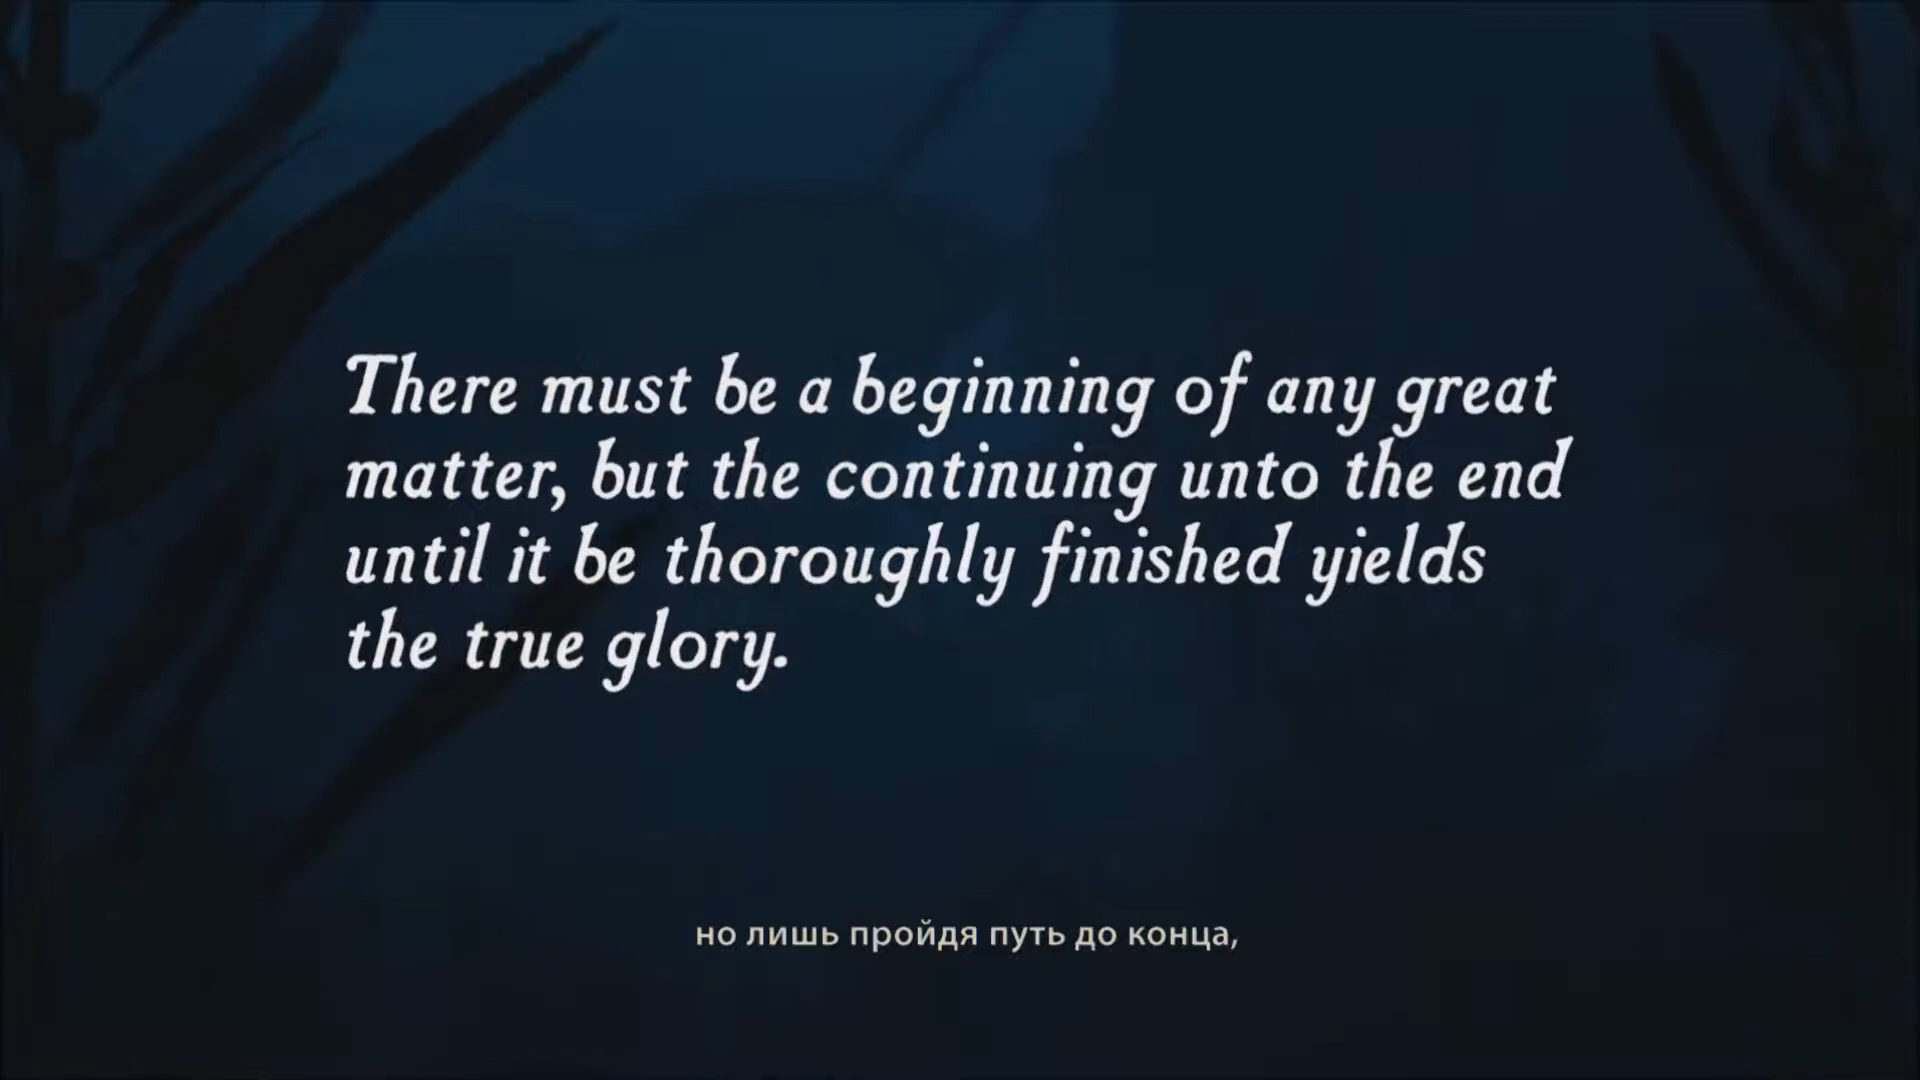 There must be a beginning of any great
matter, but the continuing unto the end
until it be thoroughly finished yields
the true glory.
но лишь пройдя путь до конца,